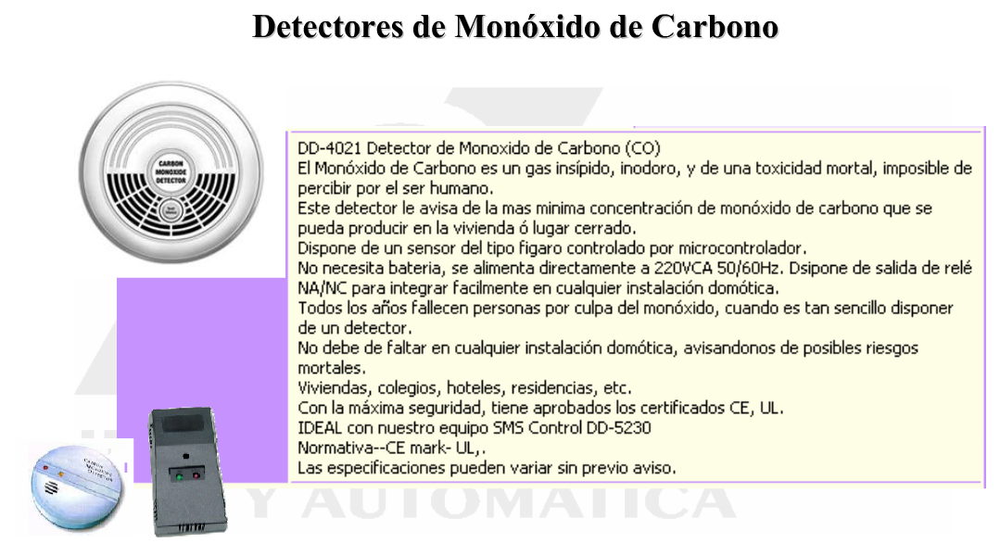 Detectores de Monóxido de Carbono
CARBON
MONOXIDE
DETECTOR
DD-4021 Detector de Monoxido de Carbono (CO)
El Monóxido de Carbono es un gas insípido, inodoro, y de una toxicidad mortal, imposible de
percibir por el ser humano.
Este detector le avisa de la mas minima concentración de monóxido de carbono que se
pueda producir en la vivienda ó lugar cerrado.
Dispone de un sensor del tipo figaro controlado por microcontrolador.
No necesita bateria, se alimenta directamente a 220VCA 50/60Hz. Dsipone de salida de relé
NA/NC para integrar facilmente en cualquier instalación domótica.
Todos los años fallecen personas por culpa del monóxido, cuando es tan sencillo disponer
de un detector.
No debe de faltar en cualquier instalación domótica, avisandonos de posibles riesgos
mortales.
Viviendas, colegios, hoteles, residencias, etc.
Con la máxima seguridad, tiene aprobados los certificados CE, UL.
IDEAL con nuestro equipo SMS Control DD-5230
Normativa--CE mark- UL,.
Las especificaciones pueden variar sin previo aviso.
CARBON
MONOXIDE
DETECTOR
Y AUTOMATICA